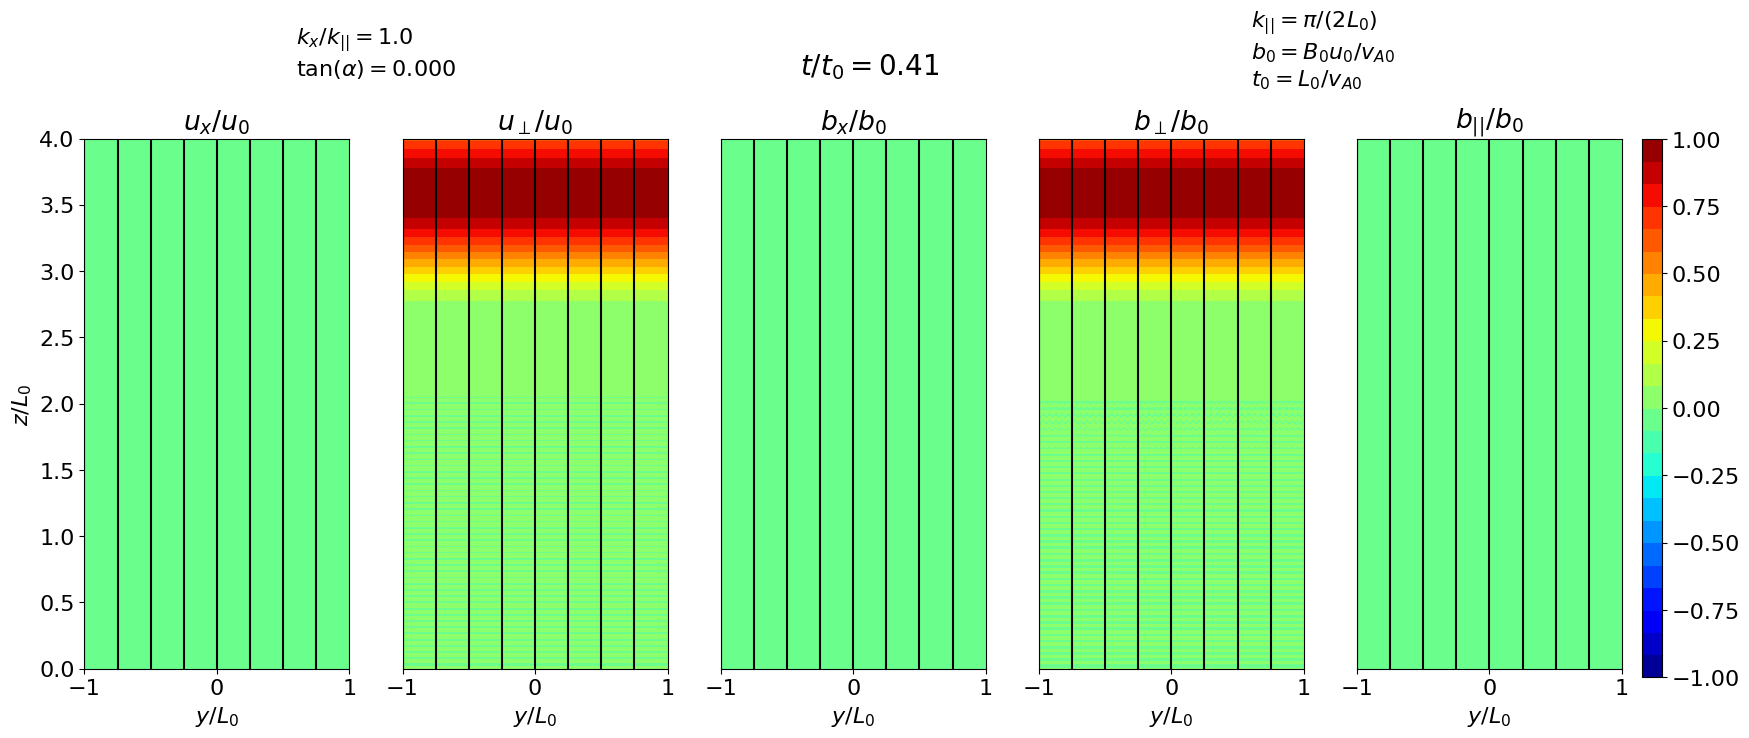 k_x/k_{||} = 1.0
tan(α) = 0.000
t/t_0 = 0.41
k_{||} = π/(2L_0)
b_0 = B_0u_0/v_{A0}
t_0 = L_0/v_{A0}
u_x/u_0 u_⊥/u_0 b_x/b_0 b_⊥/b_0 b_{||}/b_0
4.0
3.5
3.0
2.5
2.0
1.5
1.0
0.5
0.0
z/L_0
−1 0 1 −1 0 1 −1 0 1 −1 0 1 −1 0 1
y/L_0 y/L_0 y/L_0 y/L_0 y/L_0
1.00
0.75
0.50
0.25
0.00
−0.25
−0.50
−0.75
−1.00